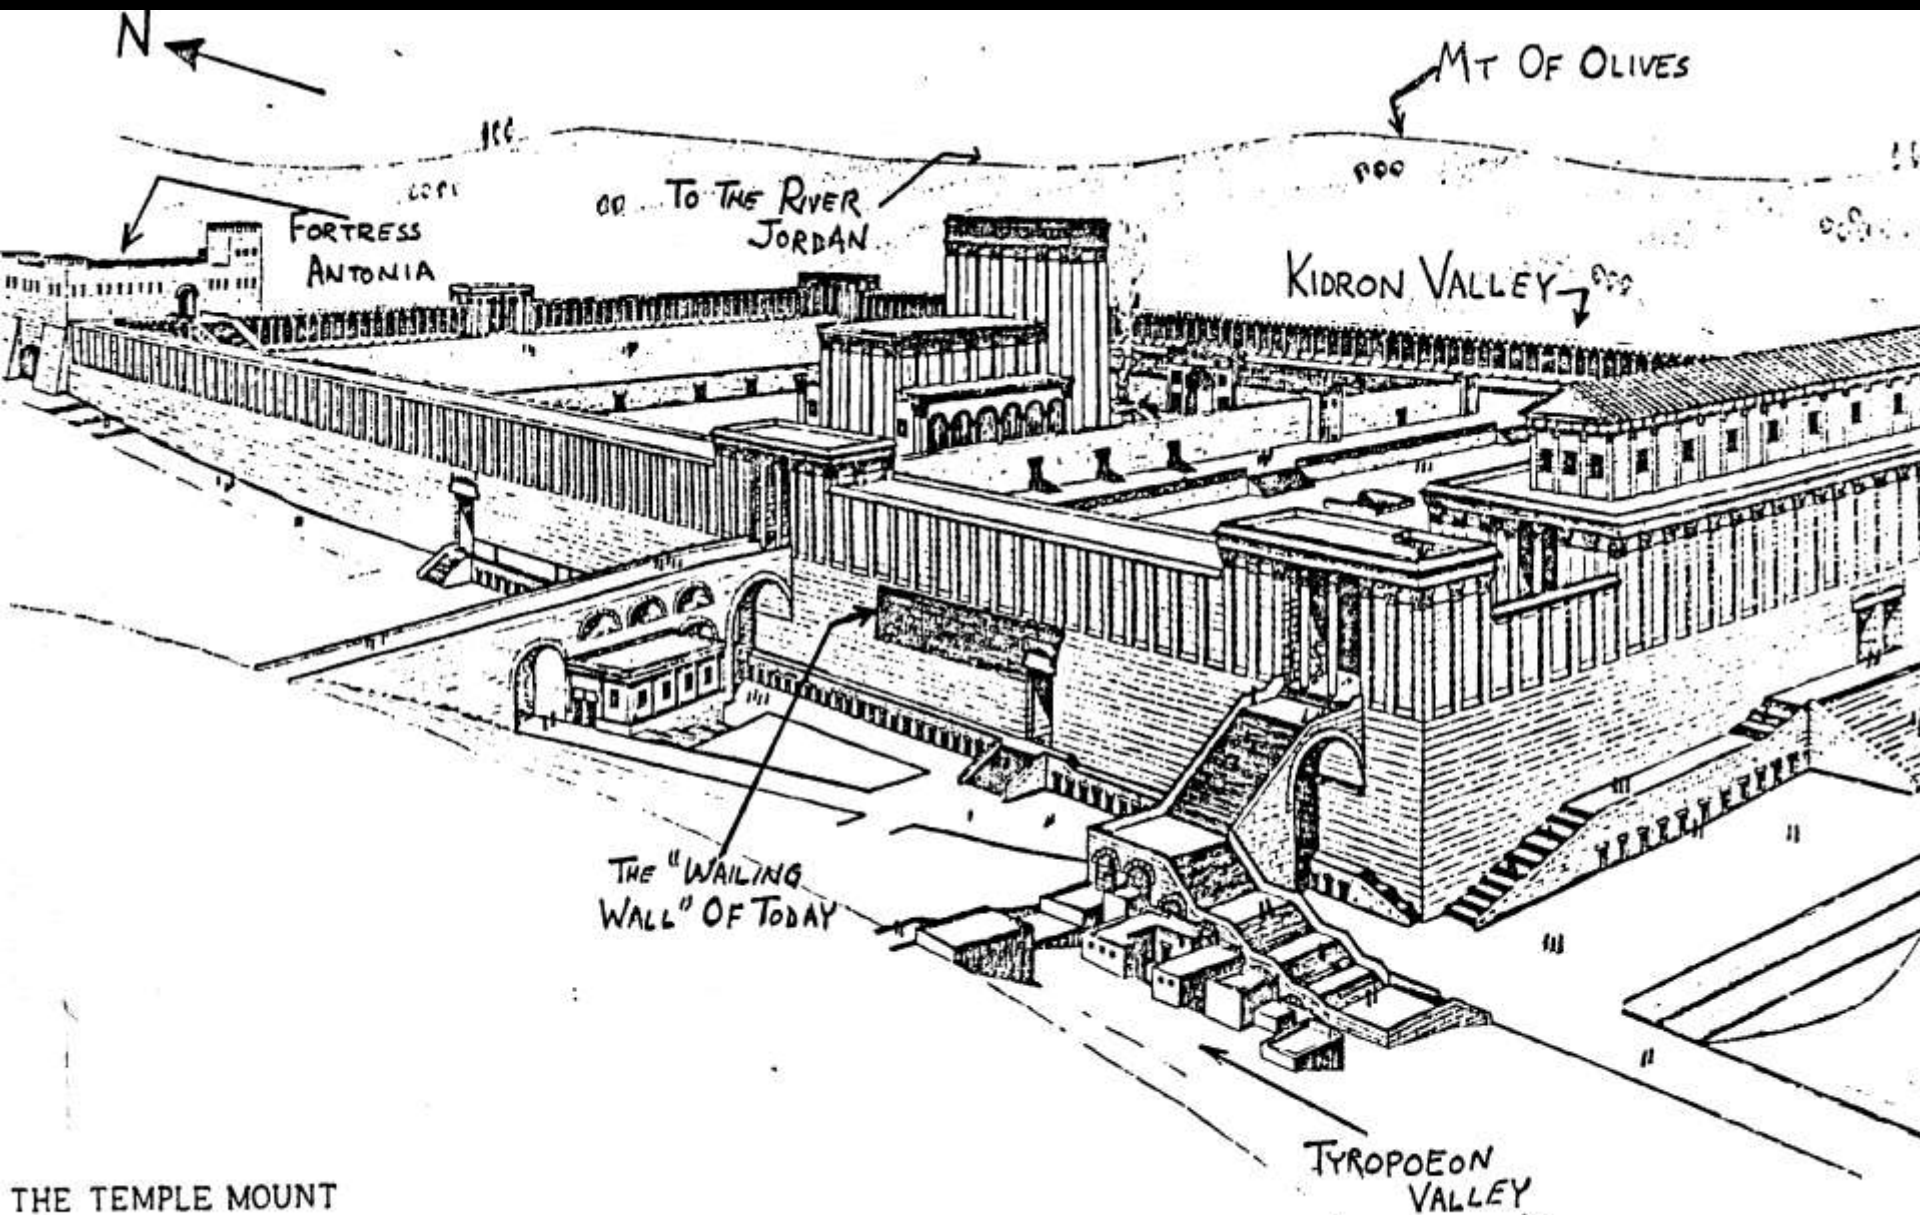 N
MT OF OLIVES
TO THE RIVER
JORDAN
FORTRESS
ANTONIA
KIDRON VALLEY
THE "WAILING
WALL" OF TODAY
TYROPOEON
VALLEY
THE TEMPLE MOUNT